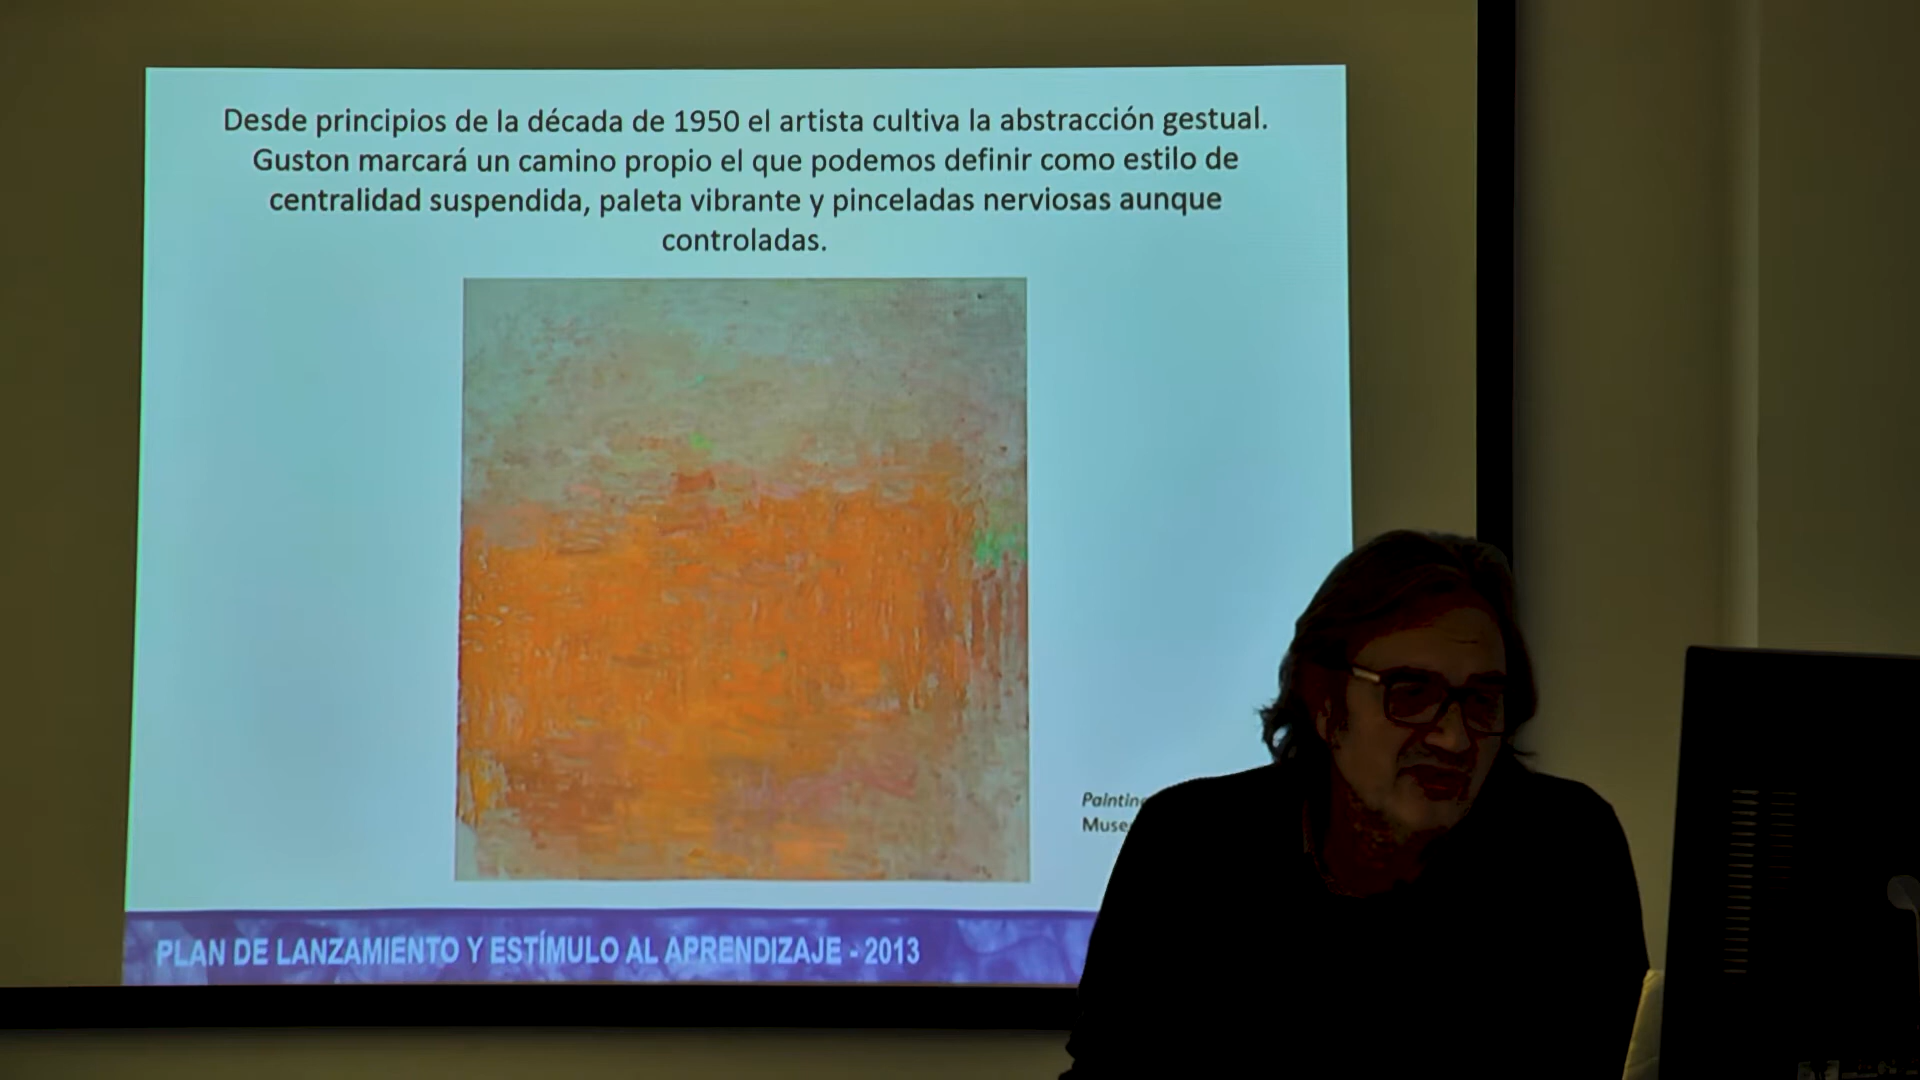 Desde principios de la década de 1950 el artista cultiva la abstracción gestual.
Guston marcará un camino propio el que podemos definir como estilo de
centralidad suspendida, paleta vibrante y pinceladas nerviosas aunque
controladas.
PLAN DE LANZAMIENTO Y ESTÍMULO AL APRENDIZAJE - 2013